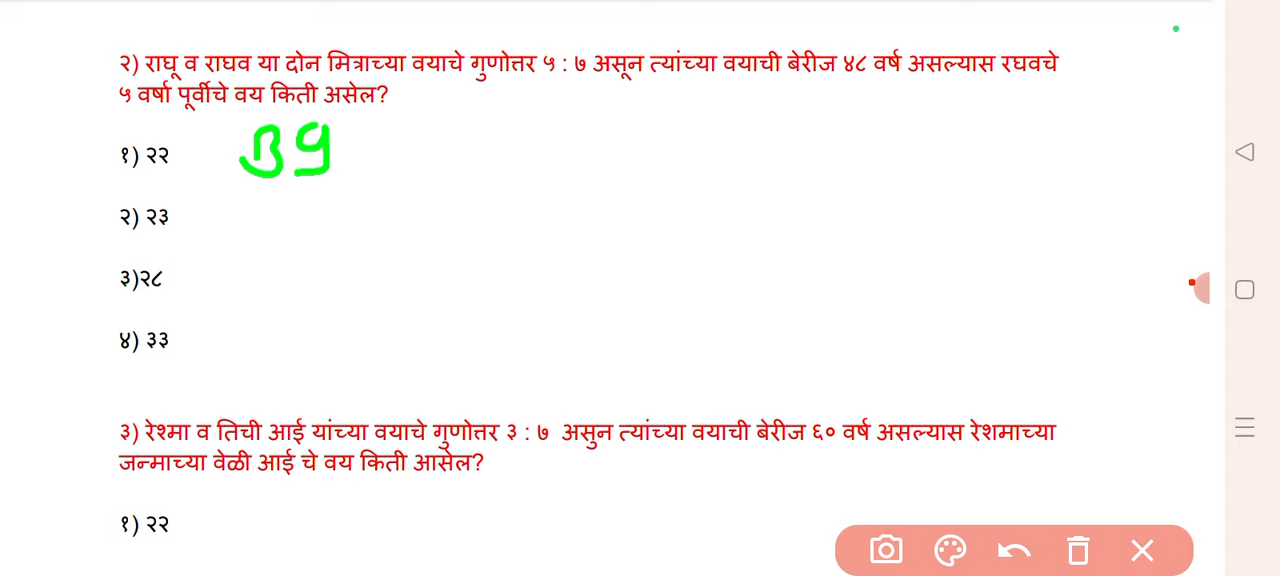 २) राघू व राघव या दोन मित्राच्या वयाचे गुणोत्तर ५ : ७ असून त्यांच्या वयाची बेरीज ४८ वर्ष असल्यास रघवचे
५ वर्षा पूर्वीचे वय किती असेल?
१) २२
२) २३
३)२८
४) ३३
३) रेश्मा व तिची आई यांच्या वयाचे गुणोत्तर ३ : ७ असुन त्यांच्या वयाची बेरीज ६० वर्ष असल्यास रेशमाच्या
जन्माच्या वेळी आई चे वय किती आसेल?
१) २२